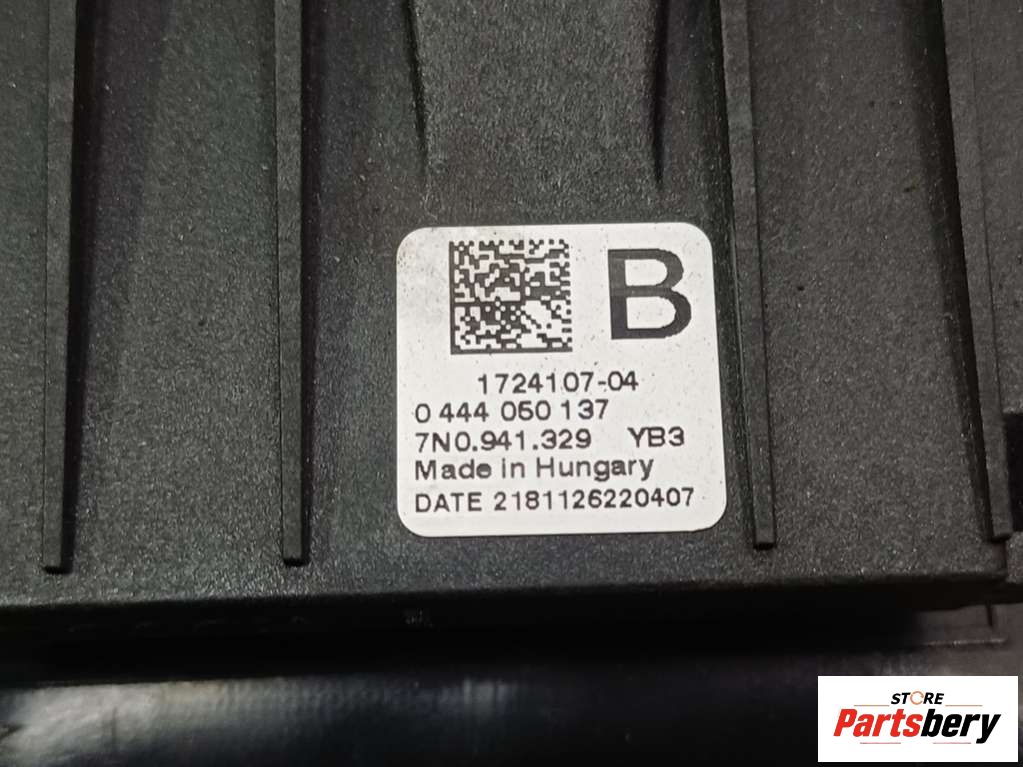 B
1724107-04
0 444 050 137
7N0.941.329 YB3
Made in Hungary
DATE 2181126220407
STORE
Partsbery